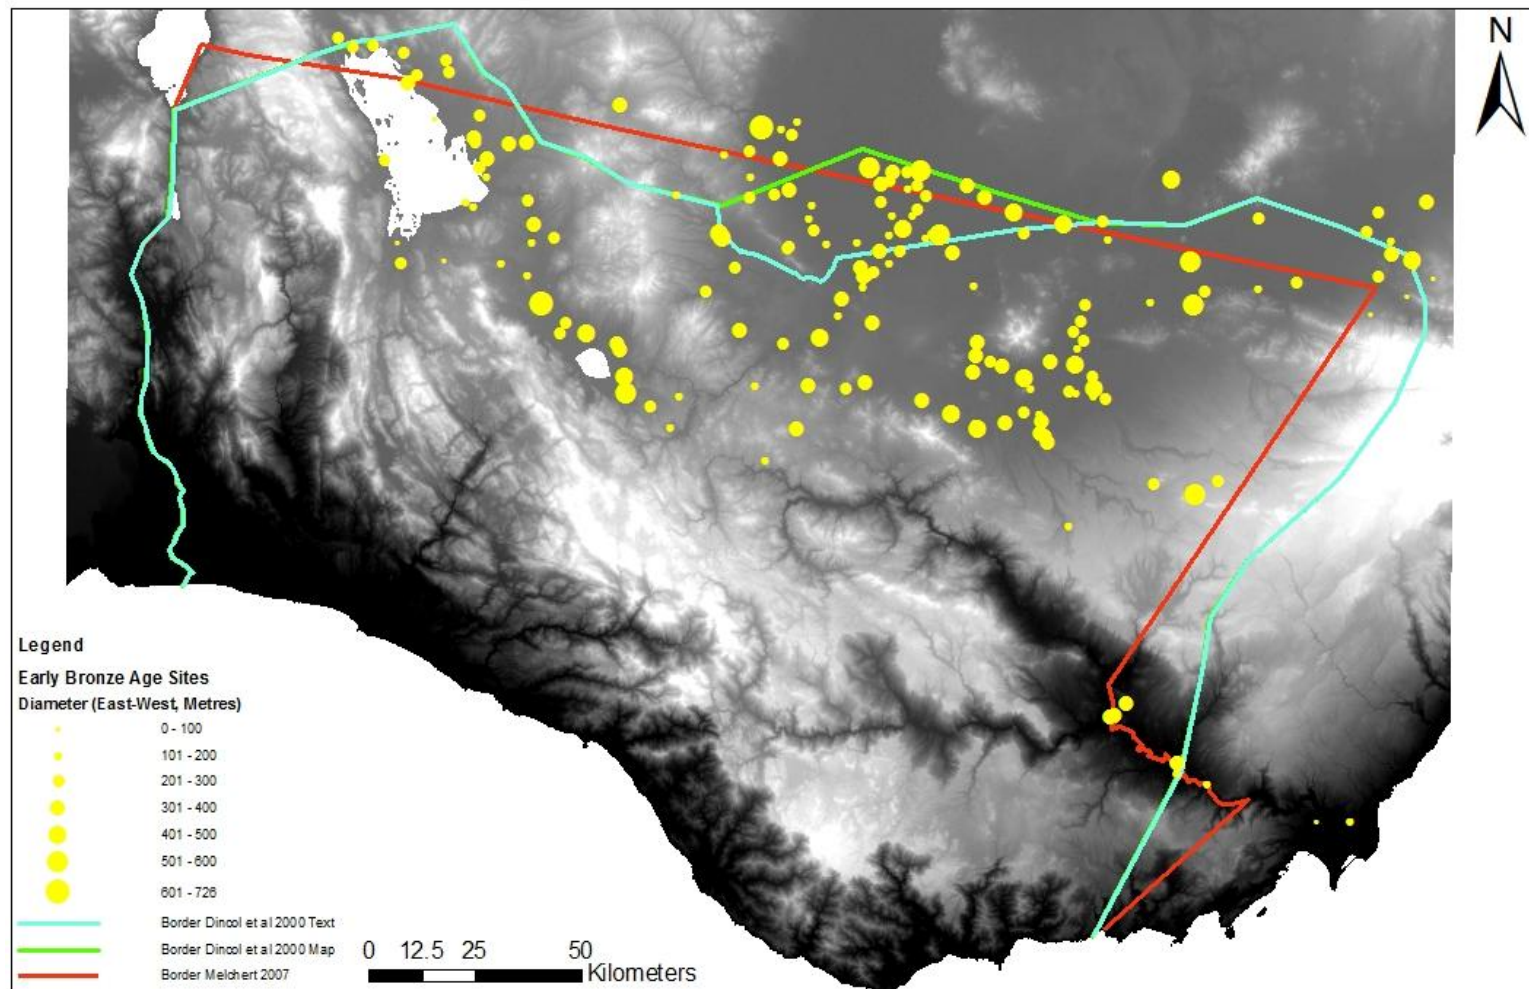 N
Legend
Early Bronze Age Sites
Diameter (East-West, Metres)
0 - 100
101 - 200
201 - 300
301 - 400
401 - 500
501 - 600
601 - 726
Border Dincol et al 2000 Text
Border Dincol et al 2000 Map
Border Melchert 2007
0 12.5 25 50
Kilometers